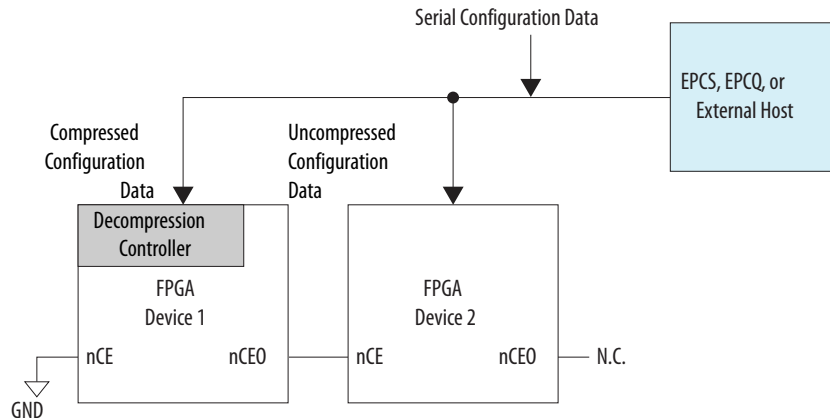 Serial Configuration Data
EPCS, EPCQ, or
External Host
Compressed
Configuration
Data
Uncompressed
Configuration
Data
Decompression
Controller
FPGA
Device 1
FPGA
Device 2
nCE
nCEO
nCE
nCEO
N.C.
GND